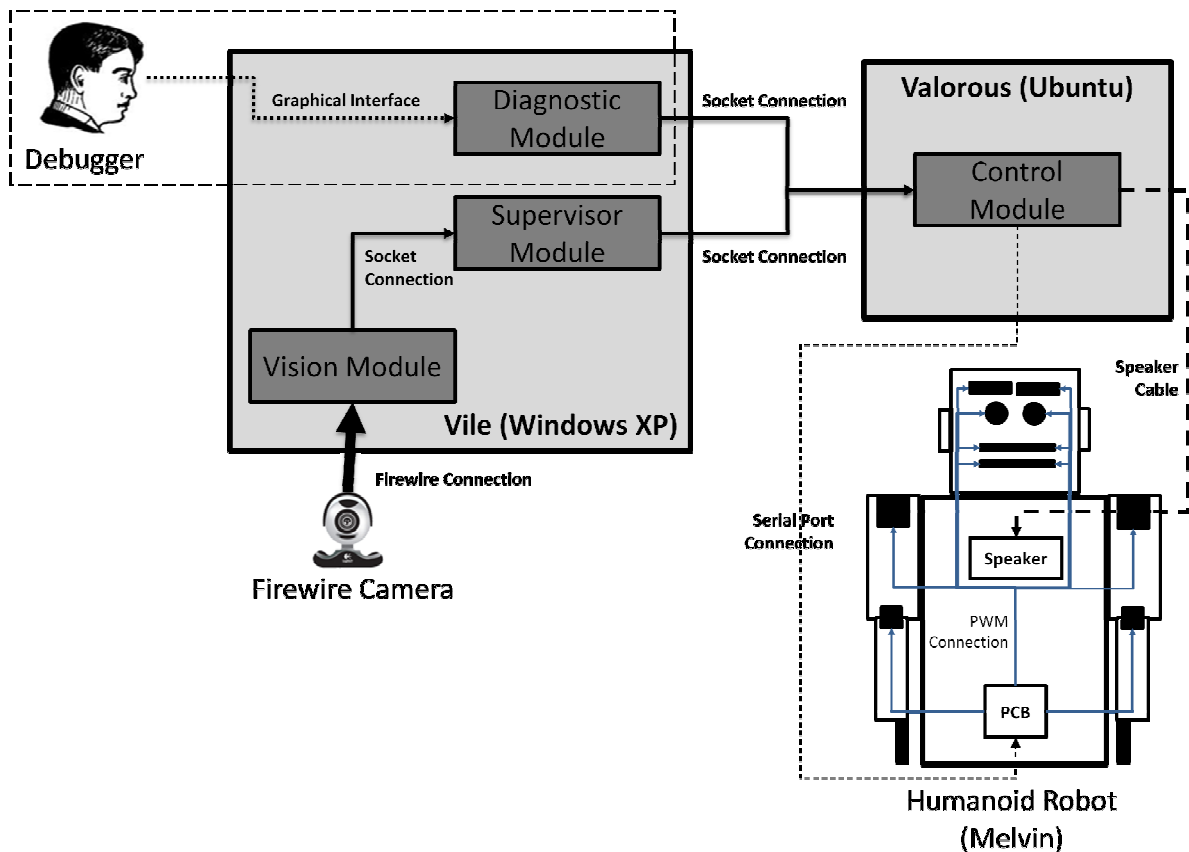 Debugger
Graphical Interface
Diagnostic
Module
Socket Connection
Valorous (Ubuntu)
Control
Module
Supervisor
Module
Socket
Connection
Socket Connection
Vision Module
Vile (Windows XP)
Firewire Connection
Firewire Camera
Speaker
Cable
Serial Port
Connection
Speaker
PWM
Connection
PCB
Humanoid Robot
(Melvin)